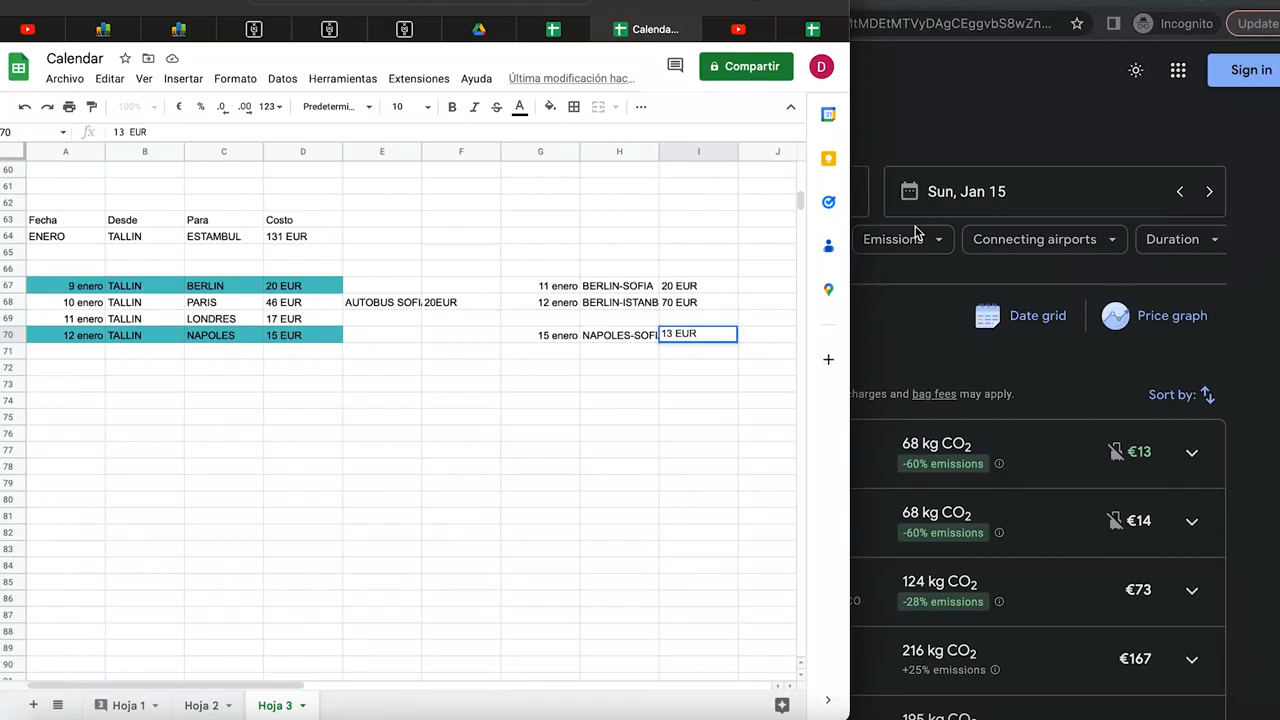 Calenda...
Calendar
Archivo Editar Ver Insertar Formato Datos Herramientas Extensiones Ayuda Última modificación hac...
Compartir
D
100% € % .0 .00 123 Predetermi... 10 B I S A
70 fx 13 EUR
A B C D E F G H I J
60
61
62
63 Fecha Desde Para Costo
64 ENERO TALLIN ESTAMBUL 131 EUR
65
66
67 9 enero TALLIN BERLIN 20 EUR 11 enero BERLIN-SOFIA 20 EUR
68 10 enero TALLIN PARIS 46 EUR AUTOBUS SOFI 20EUR 12 enero BERLIN-ISTANB 70 EUR
69 11 enero TALLIN LONDRES 17 EUR
70 12 enero TALLIN NAPOLES 15 EUR 15 enero NAPOLES-SOFI 13 EUR
71
72
73
74
75
76
77
78
79
80
81
82
83
84
85
86
87
88
89
90
Hoja 1 Hoja 2 Hoja 3
31
ItMDEtMTVyDAgCEggvbS8wZn... Incognito Update
Sign in
Sun, Jan 15
Emissions Connecting airports Duration
Date grid Price graph
charges and bag fees may apply. Sort by:
68 kg CO2 €13
-60% emissions
68 kg CO2 €14
-60% emissions
124 kg CO2 €73
-28% emissions
CO
216 kg CO2 €167
+25% emissions
195 kg CO2